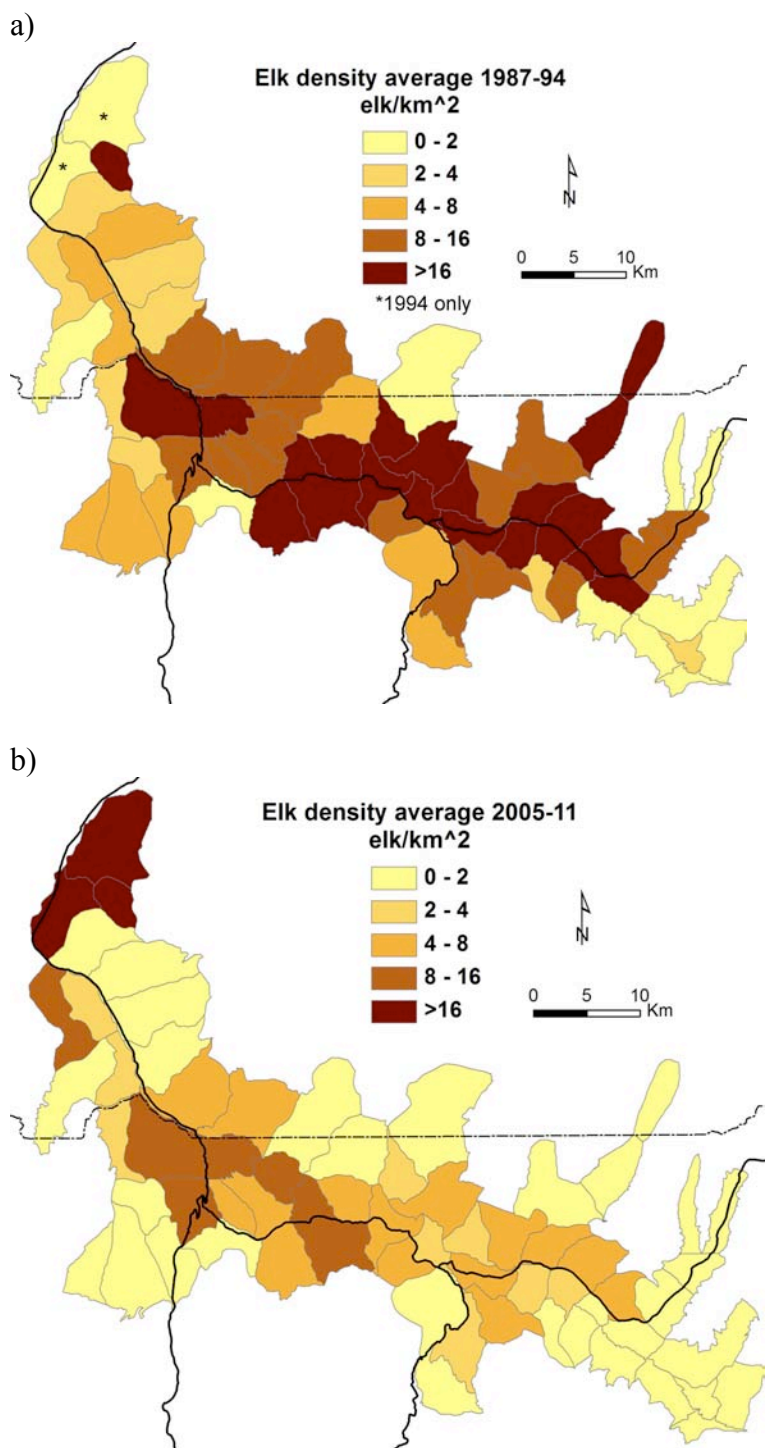 a)
Elk density average 1987-94
elk/km^2
0 - 2
2 - 4
4 - 8
8 - 16
>16
*1994 only
*
*
N
0 5 10
Km
b)
Elk density average 2005-11
elk/km^2
0 - 2
2 - 4
4 - 8
8 - 16
>16
N
0 5 10
Km